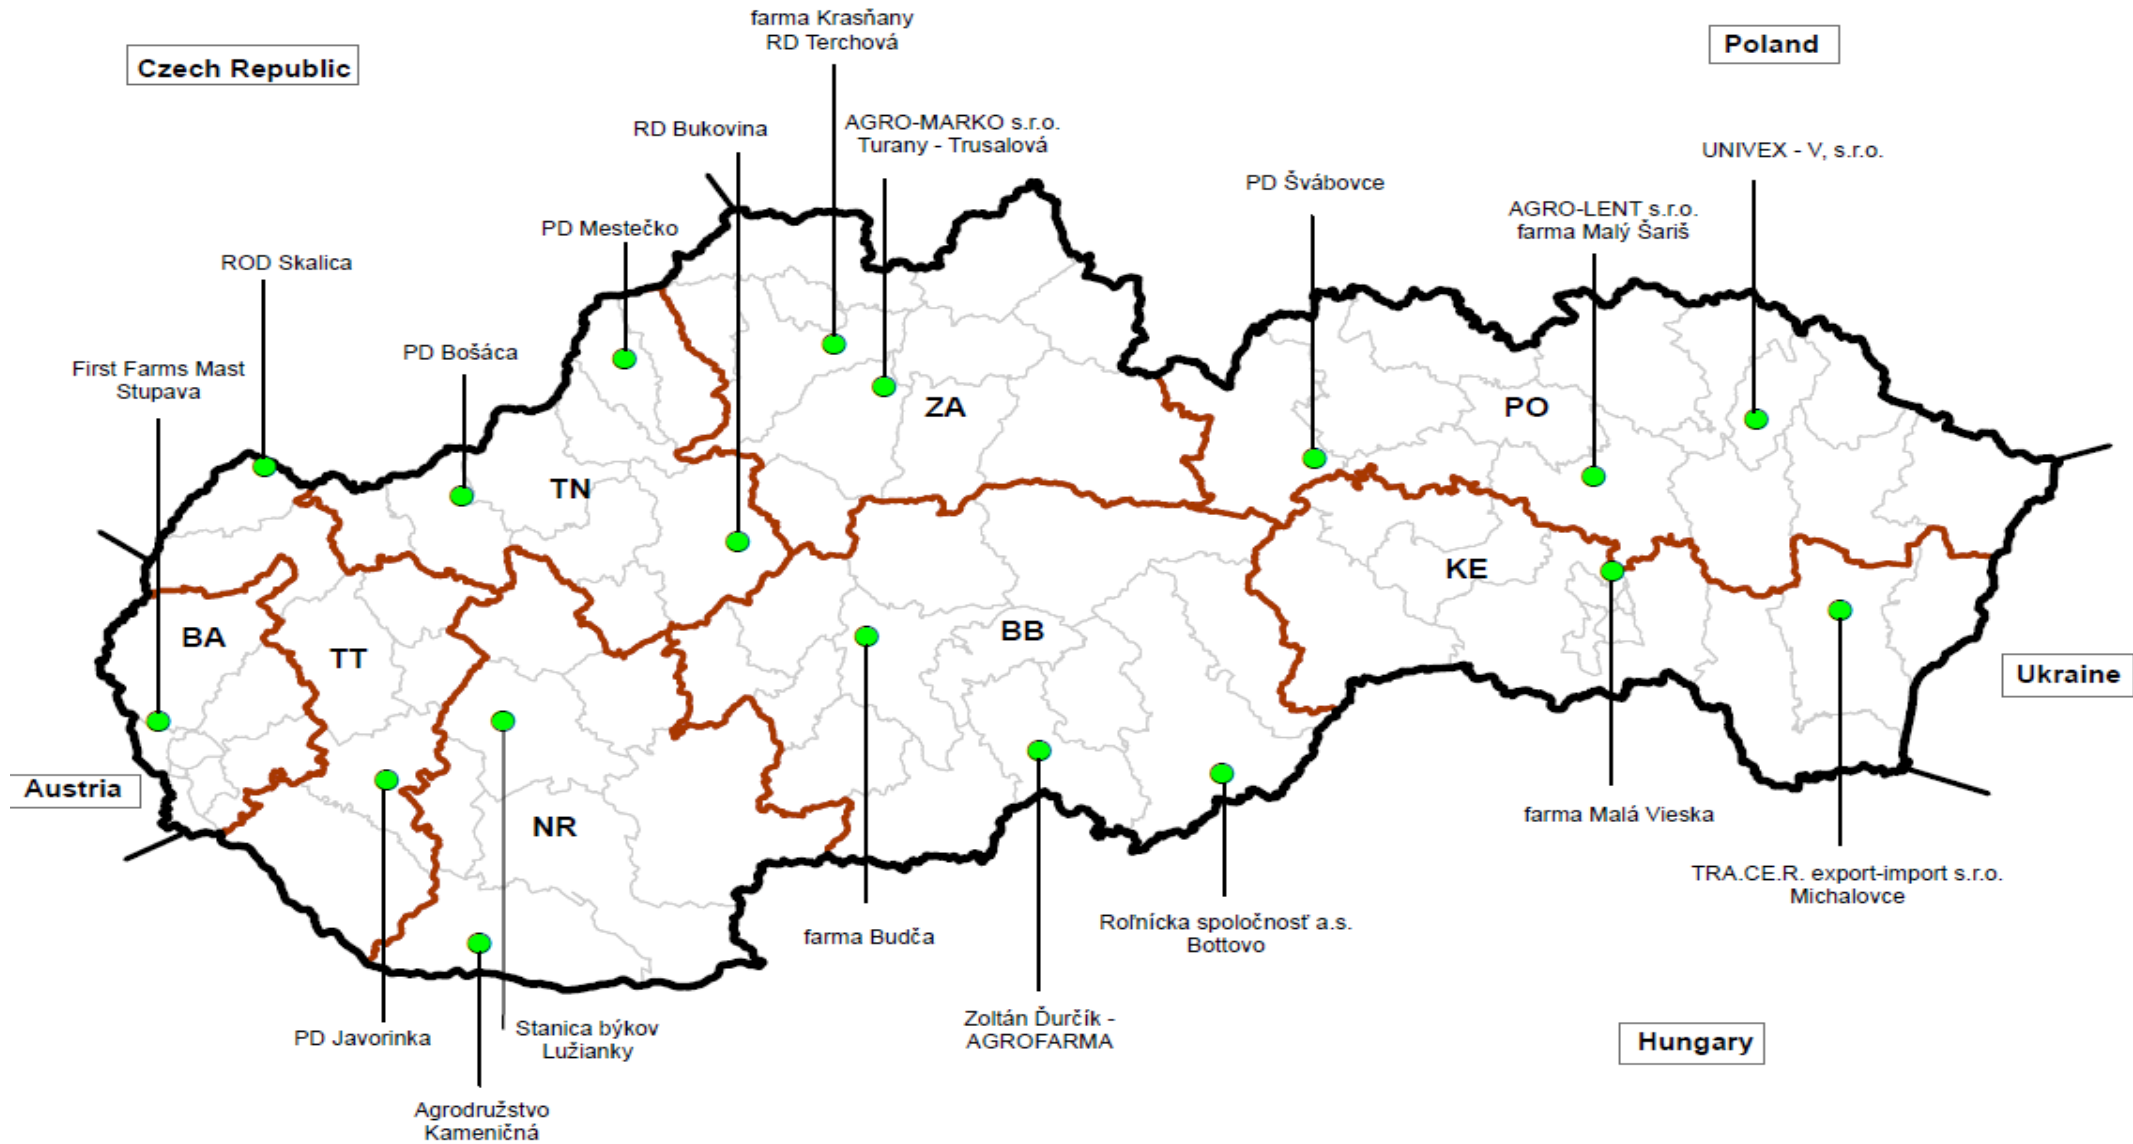 farma Krasňany
RD Terchová
Poland
Czech Republic
RD Bukovina
AGRO-MARKO s.r.o.
Turany - Trusalová
UNIVEX - V, s.r.o.
PD Švábovce
AGRO-LENT s.r.o.
farma Malý Šariš
PD Mestečko
ROD Skalica
PD Bošáca
First Farms Mast
Stupava
ZA
PO
TN
KE
BA
TT
BB
Ukraine
Austria
NR
farma Malá Vieska
TRA.CE.R. export-import s.r.o.
Michalovce
farma Budča
Roľnícka spoločnosť a.s.
Bottovo
PD Javorinka
Stanica býkov
Lužianky
Zoltán Ďurčík -
AGROFARMA
Hungary
Agrodružstvo
Kameničná